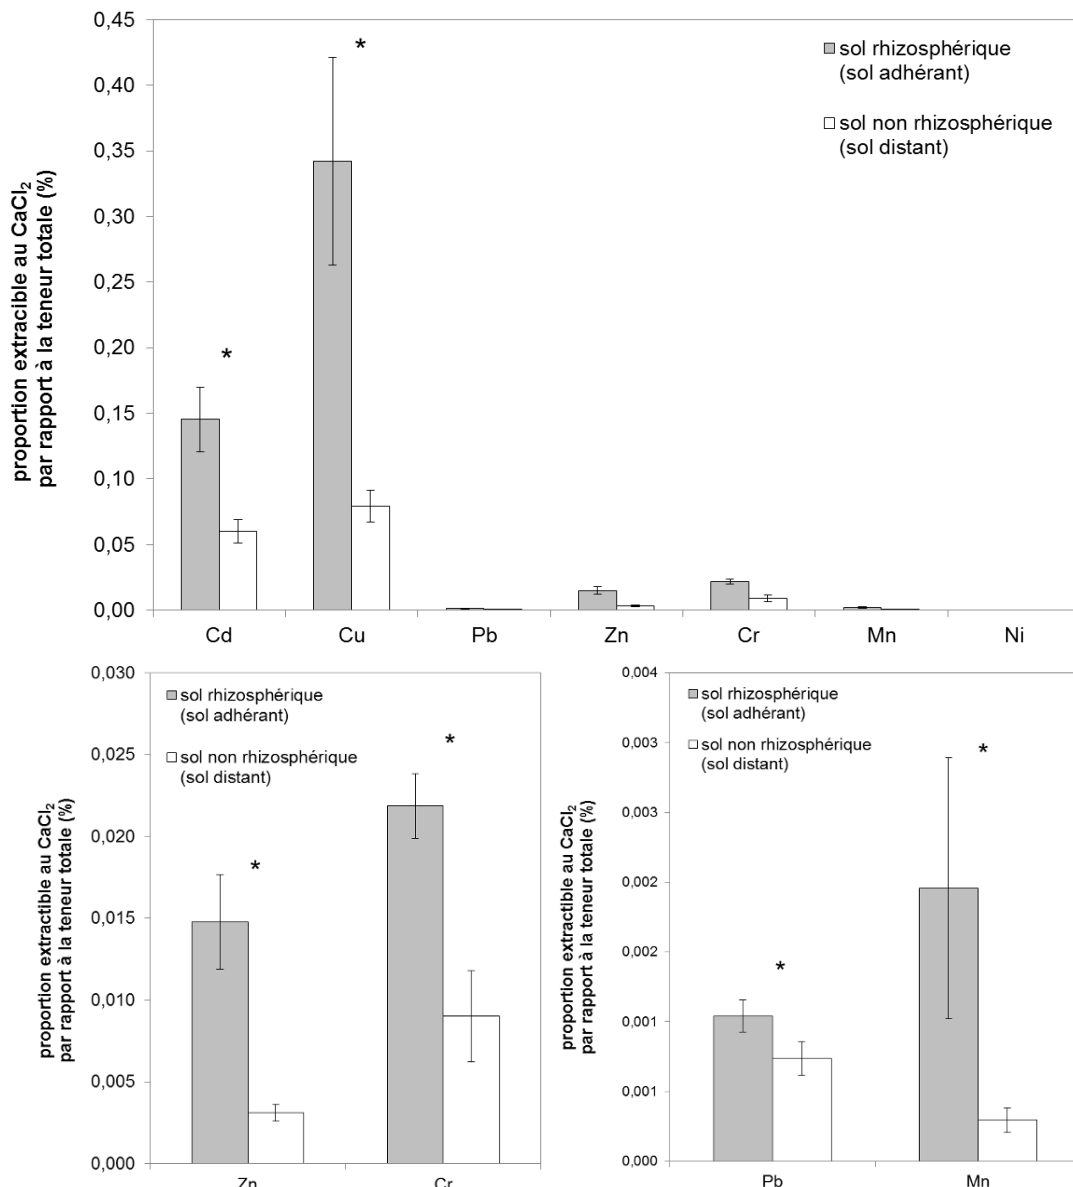 proportion extracible au CaCl₂
par rapport à la teneur totale (%)
0,45
0,40
0,35
0,30
0,25
0,20
0,15
0,10
0,05
0,00
*
*
sol rhizosphérique
(sol adhérant)
sol non rhizosphérique
(sol distant)
Cd Cu Pb Zn Cr Mn Ni
proportion extractible au CaCl₂
par rapport à la teneur totale (%)
0,030
0,025
0,020
0,015
0,010
0,005
0,000
sol rhizosphérique
(sol adhérant)
sol non rhizosphérique
(sol distant)
*
*
Zn Cr
proportion extractible au CaCl₂
par rapport à la teneur totale (%)
0,004
0,003
0,003
0,002
0,002
0,001
0,001
0,000
sol rhizosphérique
(sol adhérant)
sol non rhizosphérique
(sol distant)
*
*
Pb Mn